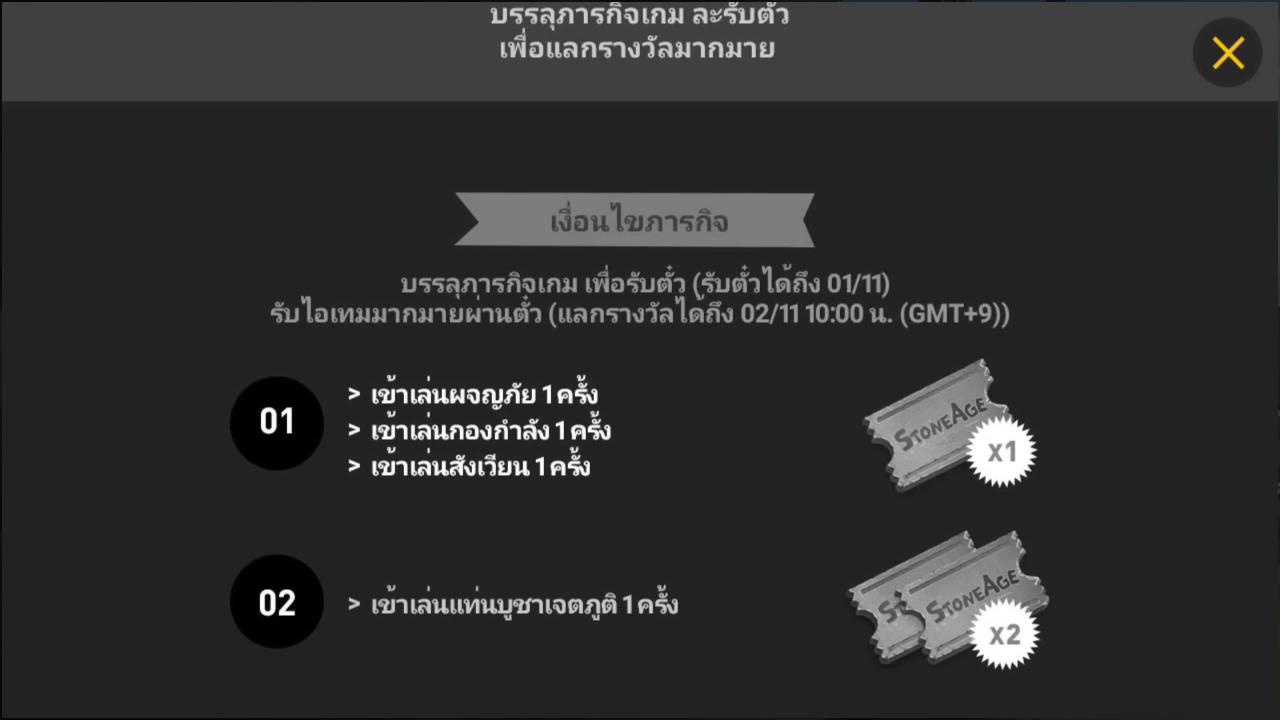 บรรลุภารกิจเกม ละรับตัว
เพื่อแลกรางวัลมากมาย
เงื่อนไขภารกิจ
บรรลุภารกิจเกม เพื่อรับตั๋ว (รับตั๋วได้ถึง 01/11)
รับไอเทมมากมายผ่านตั๋ว (แลกรางวัลได้ถึง 02/11 10:00 น. (GMT+9))
01
> เข้าเล่นผจญภัย 1 ครั้ง
> เข้าเล่นกองกำลัง 1 ครั้ง
> เข้าเล่นสังเวียน 1 ครั้ง
STONEAGE
X1
02
> เข้าเล่นแท่นบูชาเจตภูติ 1 ครั้ง
ST
STONEAGE
X2